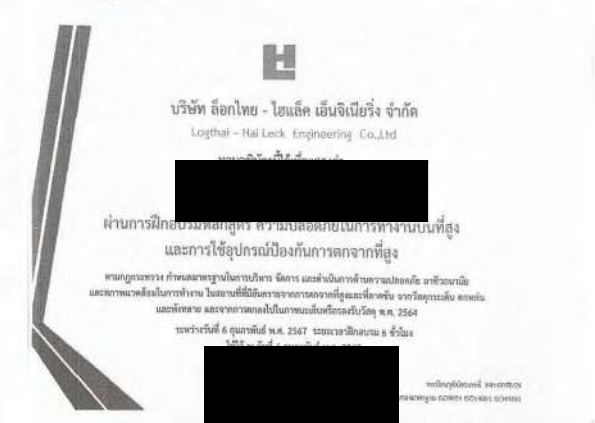 บริษัท ล็อกไทย - ไฮแล็ค เอ็นจิเนียริ่ง จำกัด
Logthai – Hai Leck Engineering Co.,Ltd
ผ่านการฝึกอบรมหลักสูตร ความปลอดภัยในการทำงานบนที่สูง
และการใช้อุปกรณ์ป้องกันการตกจากที่สูง
ตามกฎกระทรวง กำหนดมาตรฐานในการบริหาร จัดการ และดำเนินการด้านความปลอดภัย อาชีวอนามัย
และสภาพแวดล้อมในการทำงาน ในสถานที่ที่มีอันตรายจากการตกจากที่สูงและที่ลาดชัน จากวัสดุกระเด็น ตกหล่น
และพังทลาย และจากการตกลงไปในภาชนะเก็บหรือรองรับวัสดุ พ.ศ. 2564
ระหว่างวันที่ 6 กุมภาพันธ์ พ.ศ. 2567 ระยะเวลาฝึกอบรม 6 ชั่วโมง